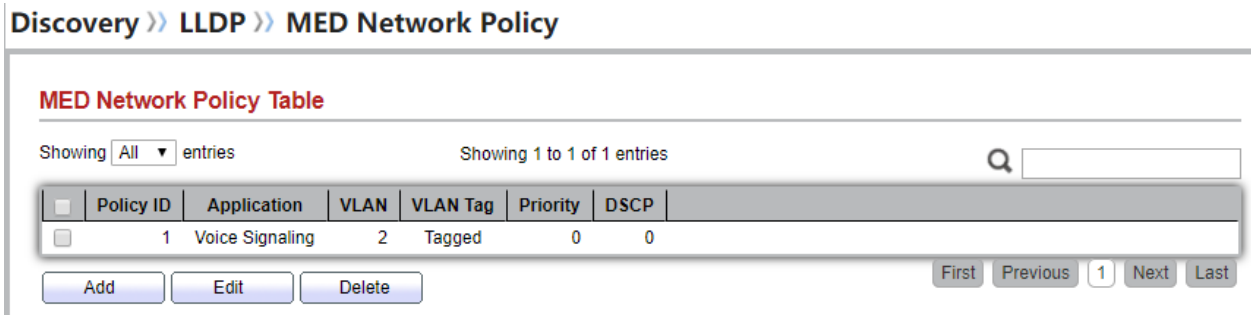 Discovery 》 LLDP 》 MED Network Policy
MED Network Policy Table
Showing All ▼ entries Showing 1 to 1 of 1 entries
Policy ID Application VLAN VLAN Tag Priority DSCP
1 Voice Signaling 2 Tagged 0 0
Add Edit Delete First Previous 1 Next Last